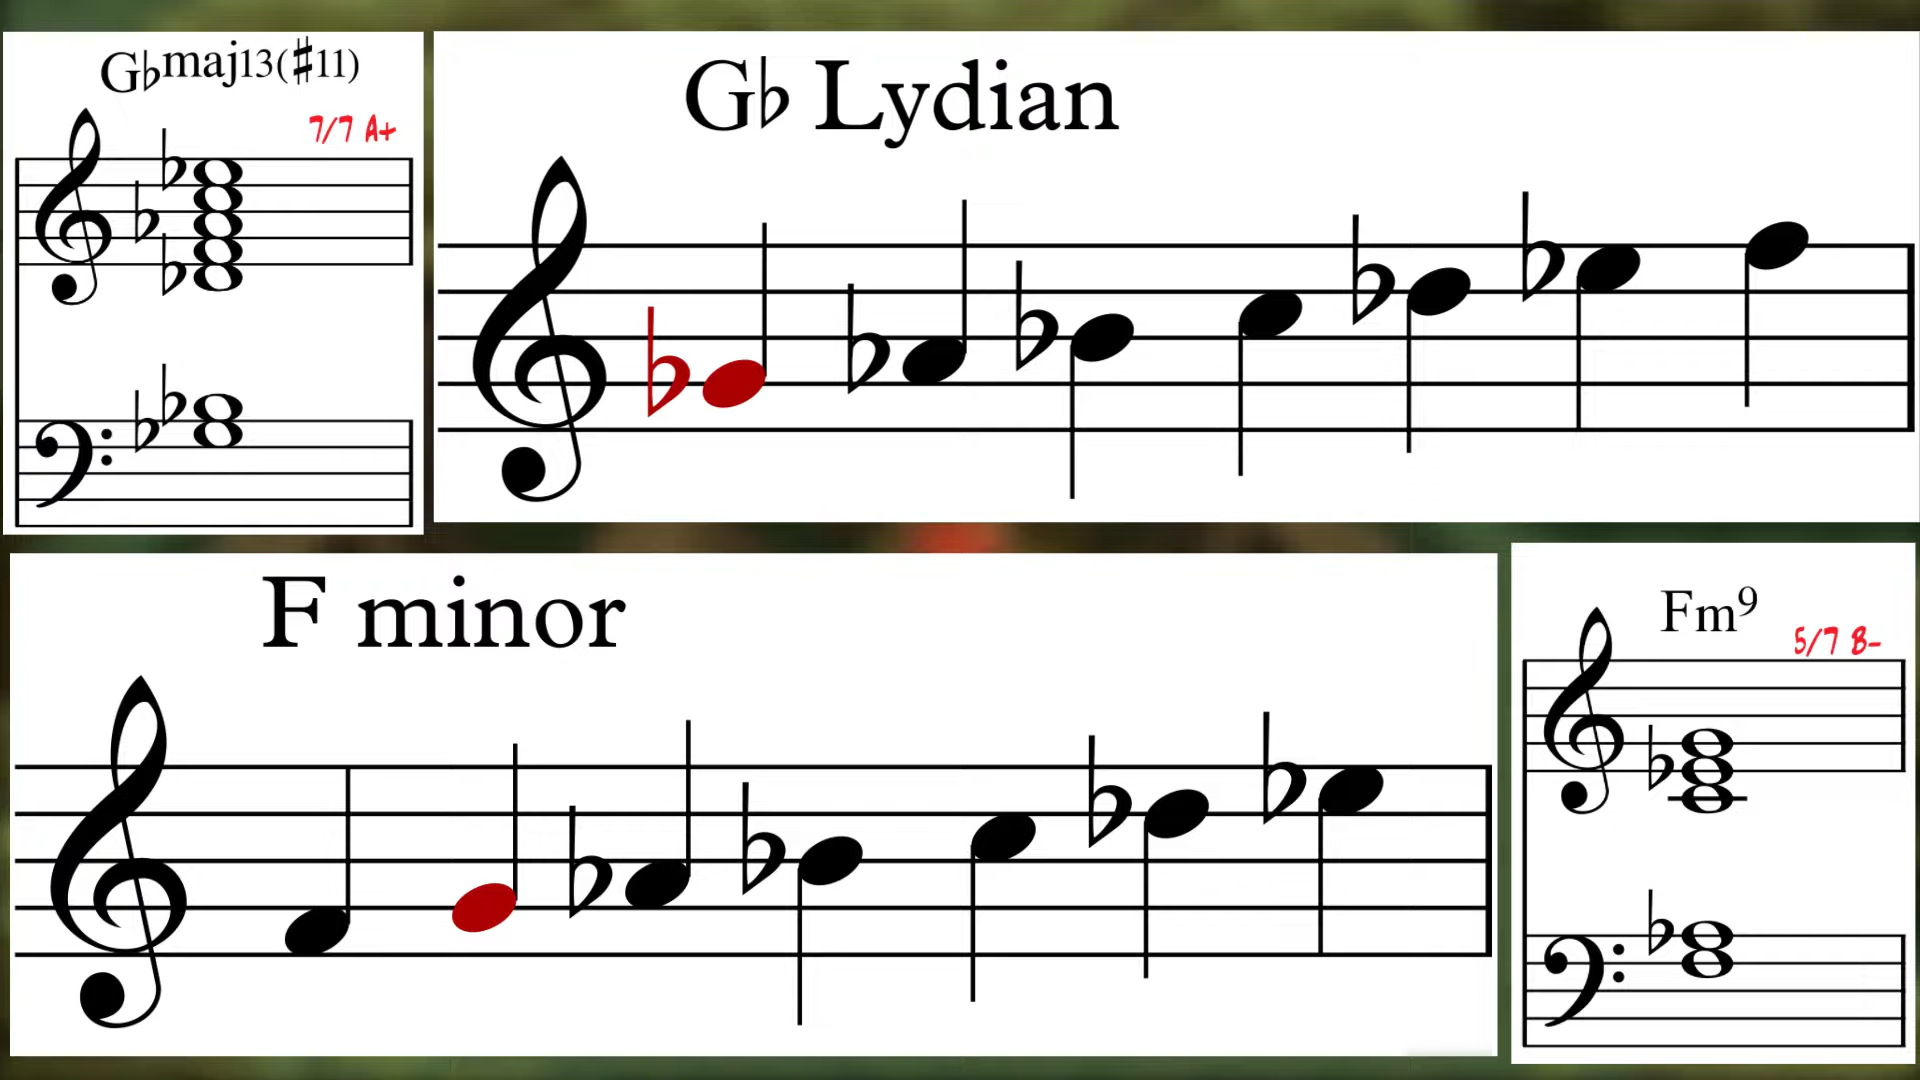 G♭maj13(♯11)
7/7 A+
G♭ Lydian
F minor
Fm9
5/7 B-